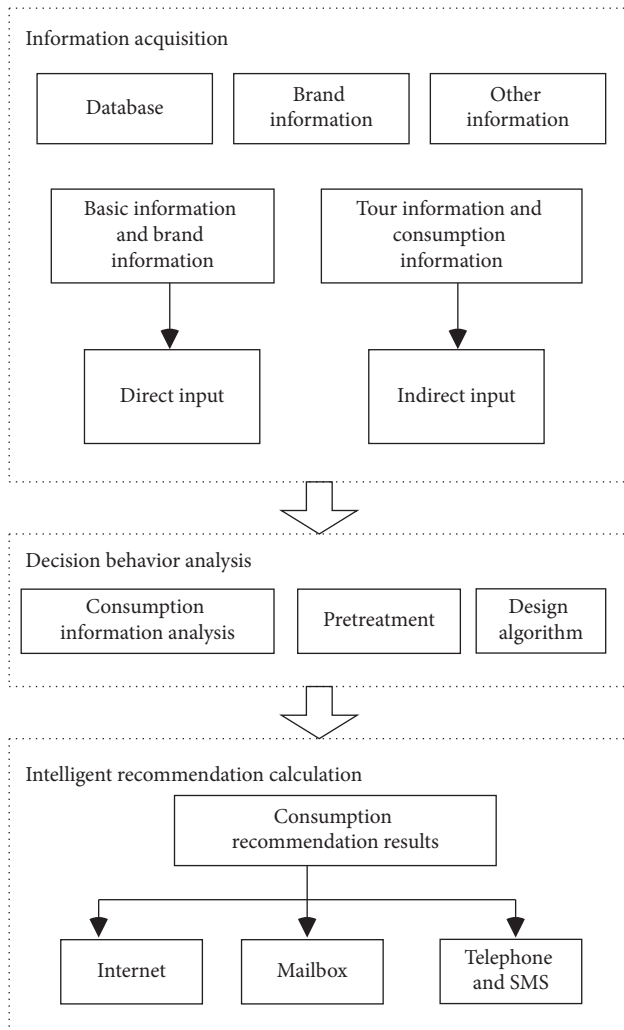 Information acquisition
Database
Brand
information
Other
information
Basic information
and brand
information
Tour information and
consumption
information
Direct input
Indirect input
Decision behavior analysis
Consumption
information analysis
Pretreatment
Design
algorithm
Intelligent recommendation calculation
Consumption
recommendation results
Internet
Mailbox
Telephone
and SMS